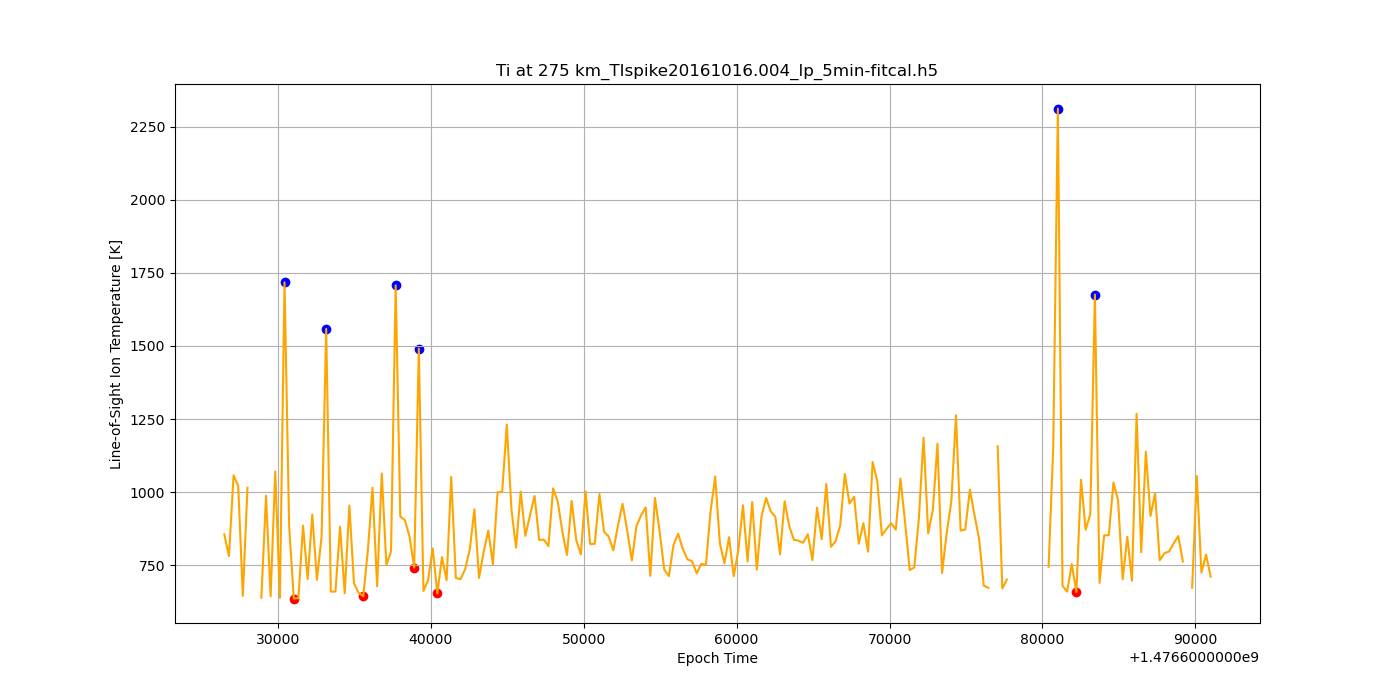 Ti at 275 km_TIspike20161016.004_lp_5min-fitcal.h5
Line-of-Sight Ion Temperature [K]
2250
2000
1750
1500
1250
1000
750
30000 40000 50000 60000 70000 80000 90000
Epoch Time
+1.4766000000e9